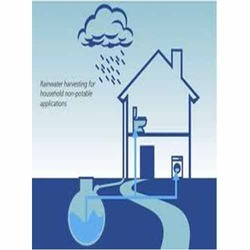 Rainwater harvesting for
household non-potable
applications